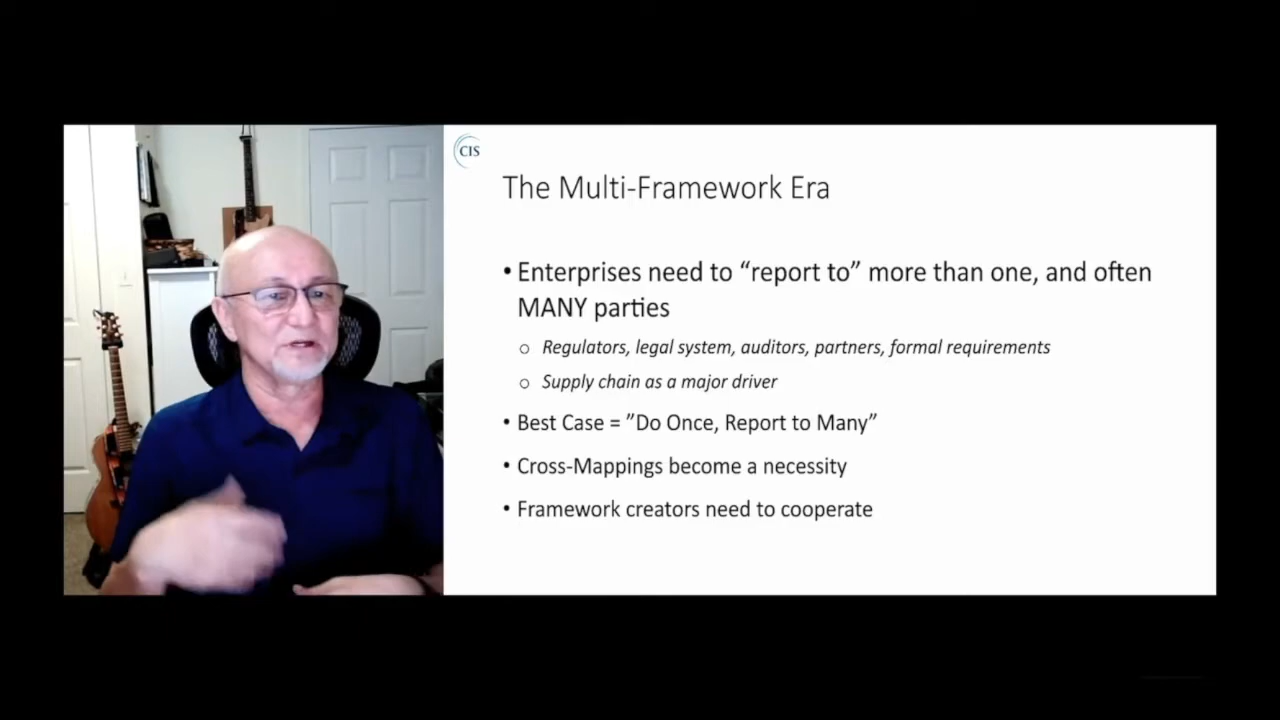 CIS
The Multi-Framework Era
• Enterprises need to “report to” more than one, and often
MANY parties
○ Regulators, legal system, auditors, partners, formal requirements
○ Supply chain as a major driver
• Best Case = ”Do Once, Report to Many”
• Cross-Mappings become a necessity
• Framework creators need to cooperate